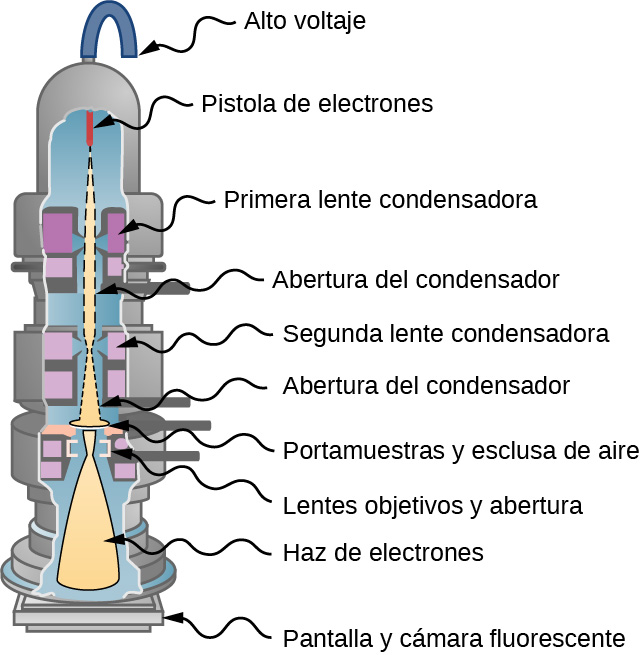 Alto voltaje
Pistola de electrones
Primera lente condensadora
Abertura del condensador
Segunda lente condensadora
Abertura del condensador
Portamuestras y esclusa de aire
Lentes objetivos y abertura
Haz de electrones
Pantalla y cámara fluorescente